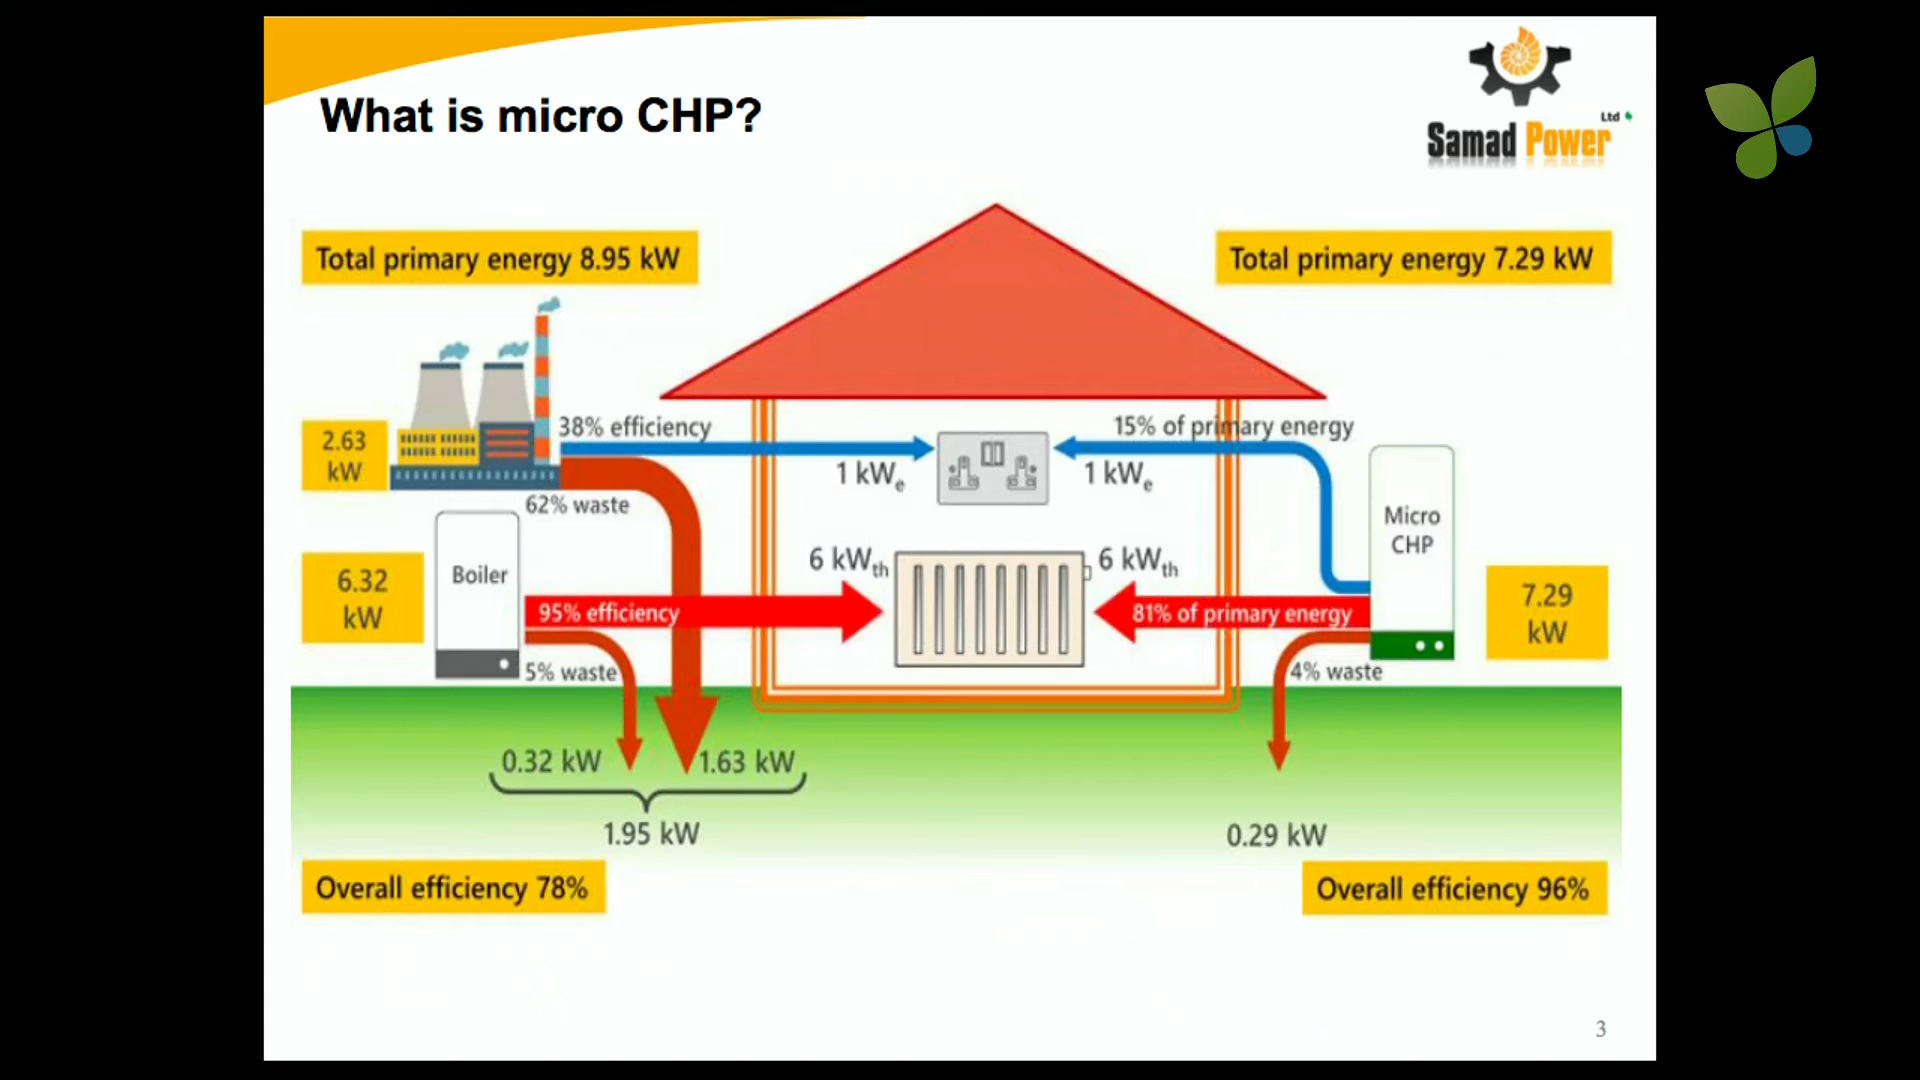 What is micro CHP?
Ltd
Samad Power
Total primary energy 8.95 kW
Total primary energy 7.29 kW
2.63
kW
38% efficiency
15% of primary energy
1 kWe
1 kWe
62% waste
Micro
CHP
6.32
kW
Boiler
6 kWth
6 kWth
95% efficiency
81% of primary energy
7.29
kW
5% waste
4% waste
0.32 kW
1.63 kW
1.95 kW
0.29 kW
Overall efficiency 78%
Overall efficiency 96%
3